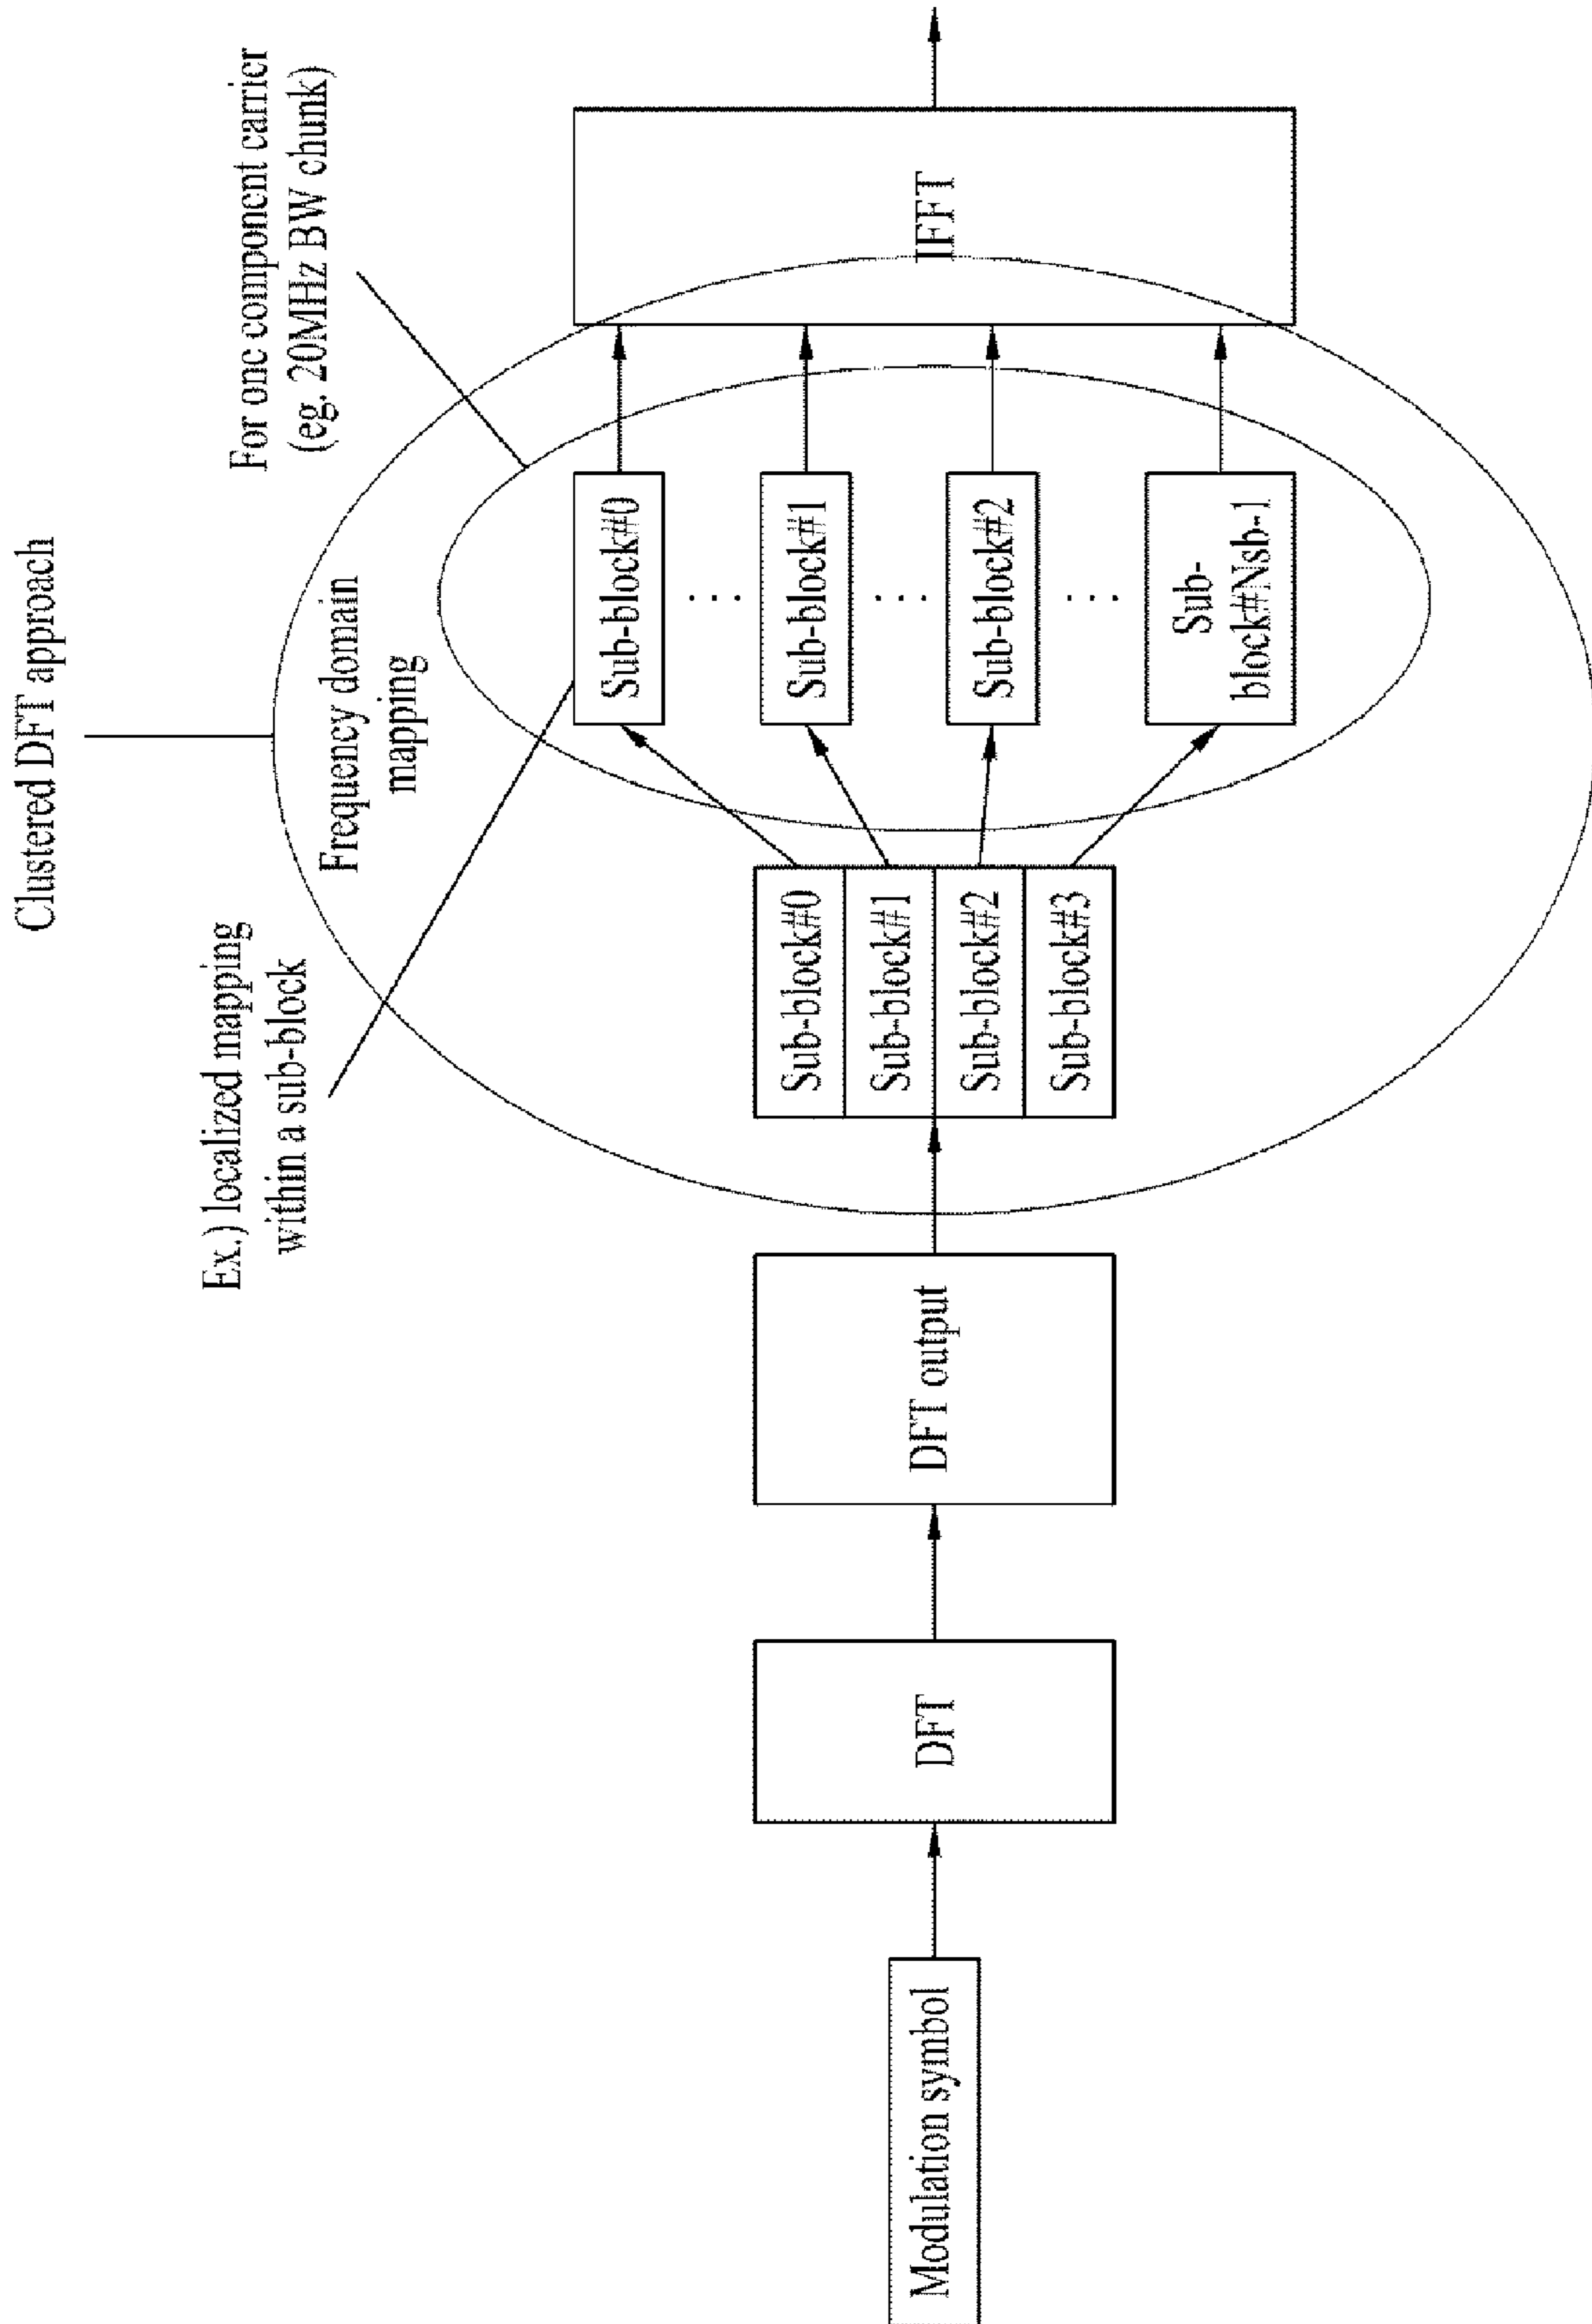 Clustered DFT approach
Ex.) localized mapping
within a sub-block
Frequency domain
mapping
For one component carrier
(eg. 20MHz BW chunk)
Modulation symbol
DFT
DFT output
Sub-block#0
Sub-block#1
Sub-block#2
Sub-block#3
Sub-block#0
Sub-block#1
Sub-block#2
Sub-
block#Nsb-1
IFFT